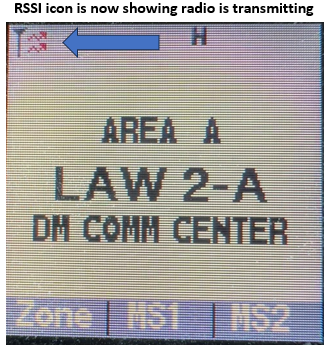 RSSI icon is now showing radio is transmitting
H
AREA A
LAW 2-A
DM COMM CENTER
Zone | MS1 | MS2